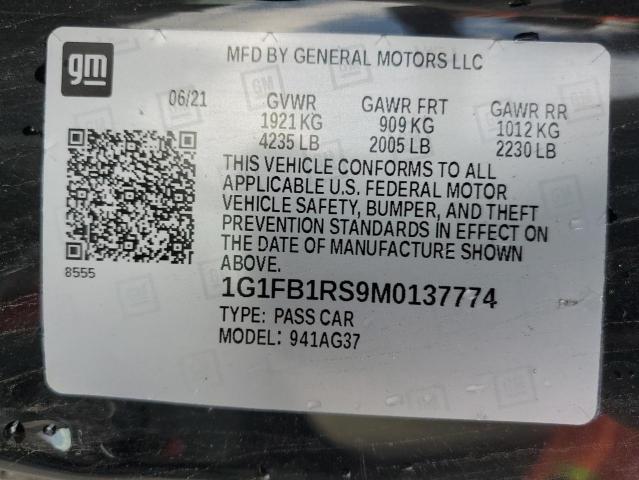 gm
MFD BY GENERAL MOTORS LLC
06/21 GVWR GAWR FRT GAWR RR
1921 KG 909 KG 1012 KG
4235 LB 2005 LB 2230 LB
THIS VEHICLE CONFORMS TO ALL
APPLICABLE U.S. FEDERAL MOTOR
VEHICLE SAFETY, BUMPER, AND THEFT
PREVENTION STANDARDS IN EFFECT ON
THE DATE OF MANUFACTURE SHOWN
ABOVE.
8555
1G1FB1RS9M0137774
TYPE: PASS CAR
MODEL: 941AG37